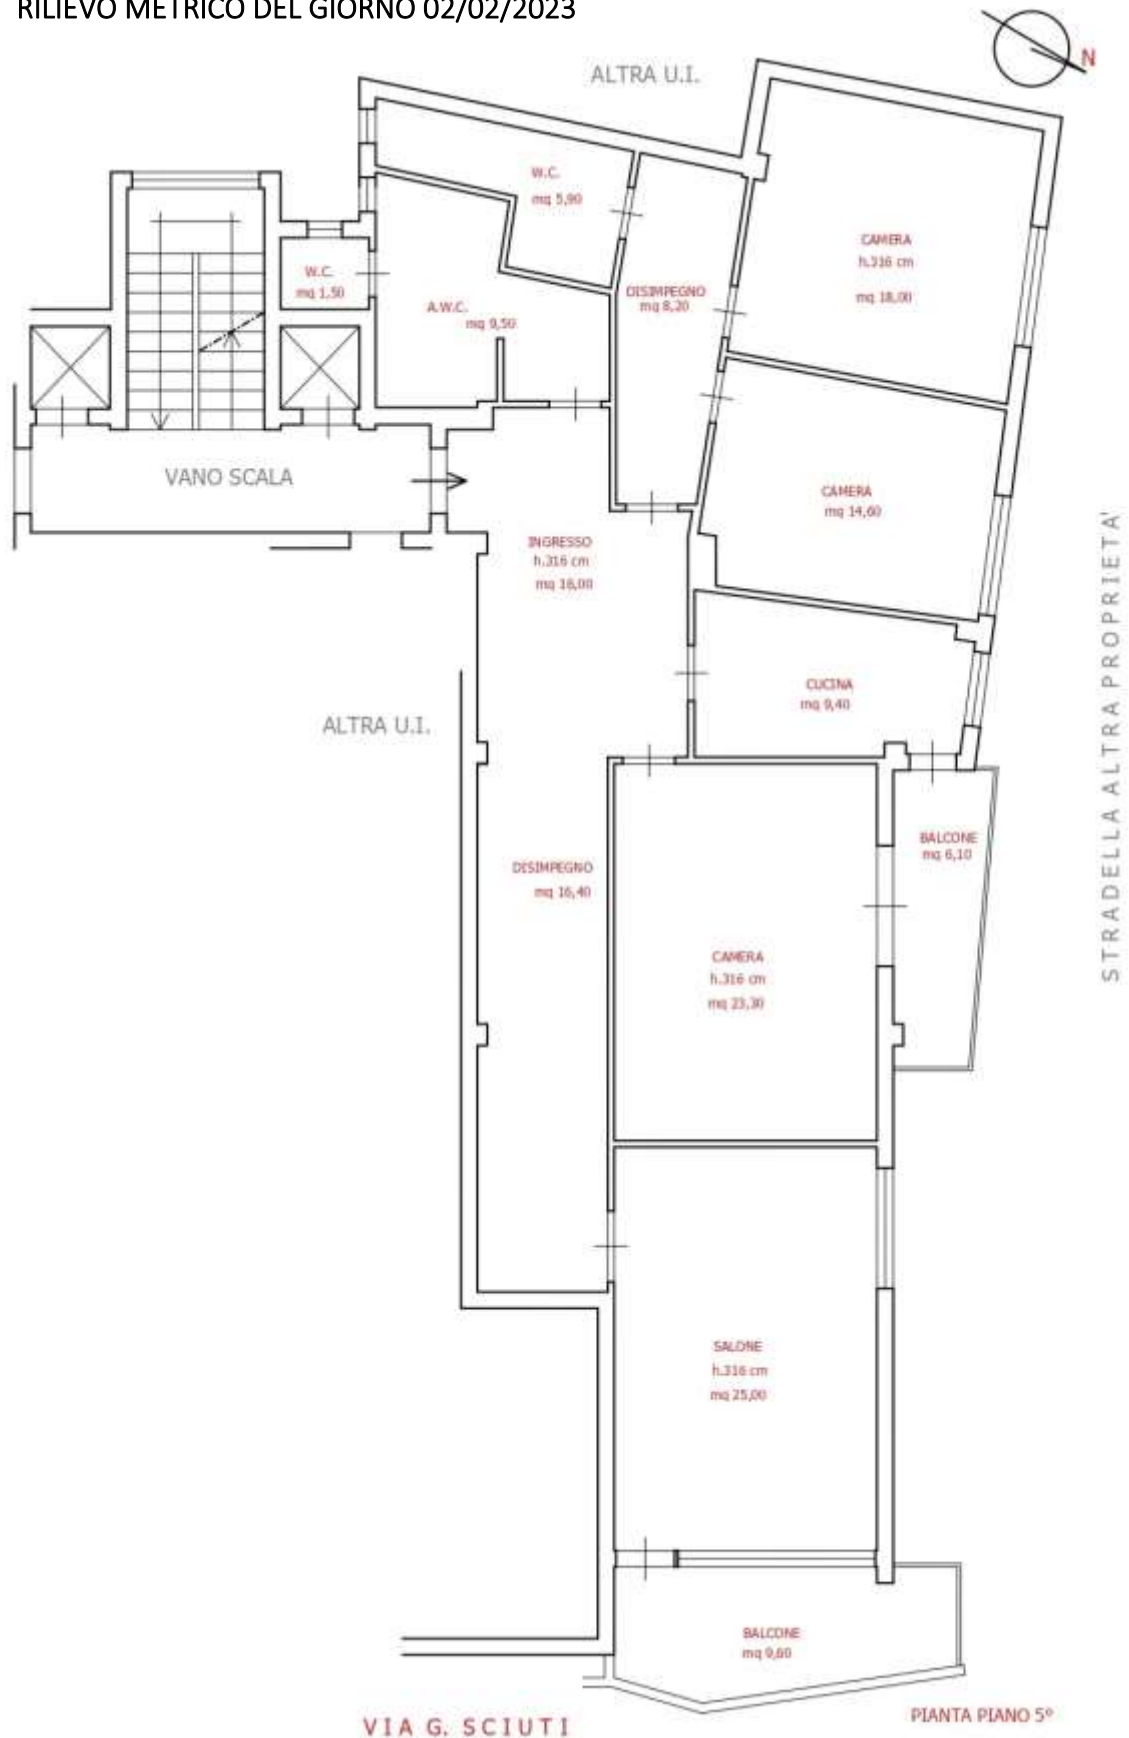 RILIEVO METRICO DEL GIORNO 02/02/2023
N
ALTRA U.I.
W.C.
mq 5,90
CAMERA
h.316 cm
mq 18,00
W.C.
mq 1,50
A.W.C.
mq 9,50
DISIMPEGNO
mq 8,20
VANO SCALA
CAMERA
mq 14,60
INGRESSO
h.316 cm
mq 16,00
CUCINA
mq 9,40
ALTRA U.I.
STRADELLA ALTRA PROPRIETA'
BALCONE
mq 6,10
DISIMPEGNO
mq 16,40
CAMERA
h.316 cm
mq 23,30
SALONE
h.316 cm
mq 25,00
BALCONE
mq 9,60
VIA G. SCIUTI
PIANTA PIANO 5º